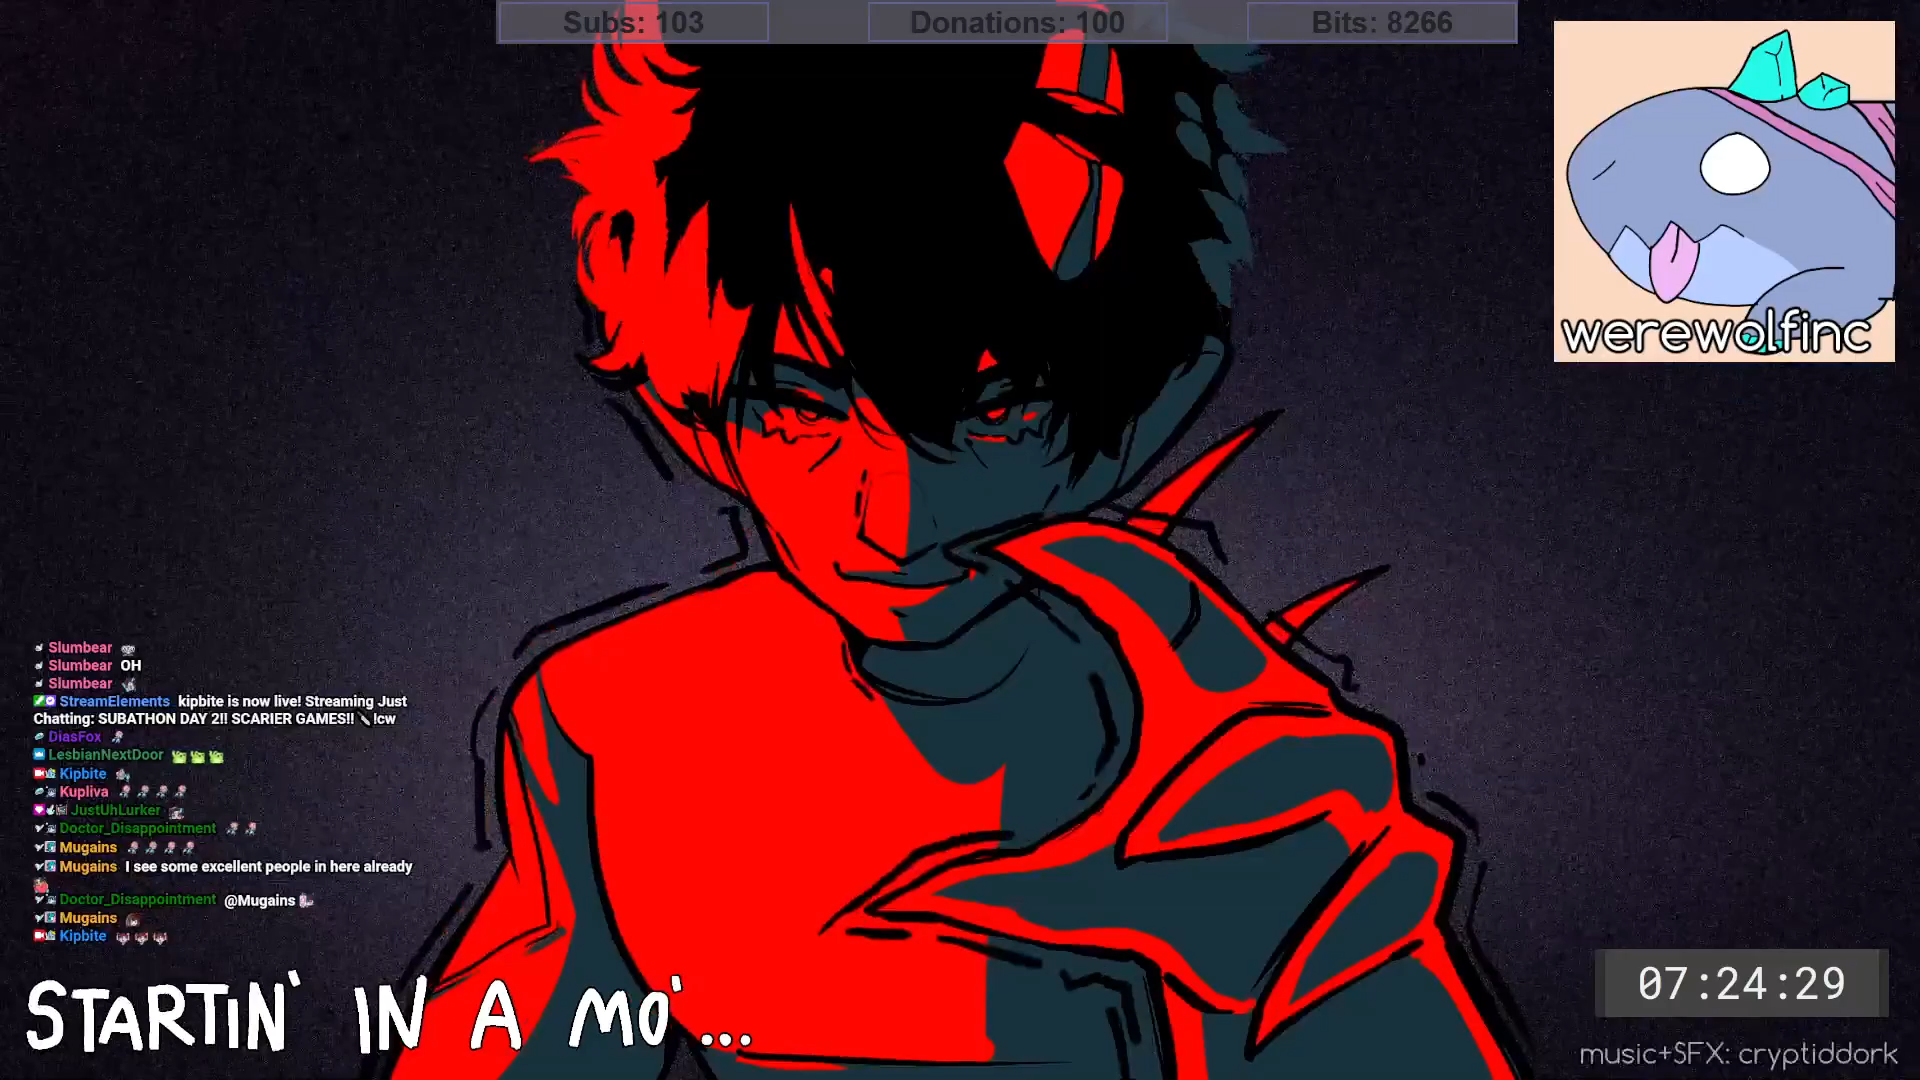 Subs: 103
Donations: 100
Bits: 8266
werewolfinc
Slumbear
Slumbear OH
Slumbear
StreamElements kipbite is now live! Streaming Just
Chatting: SUBATHON DAY 2!! SCARIER GAMES!! !cw
DiasFox
LesbianNextDoor
Kipbite
Kupliva
JustUhLurker
Doctor_Disappointment
Mugains
Mugains I see some excellent people in here already
Doctor_Disappointment @Mugains
Mugains
Kipbite
STARTIN' IN A MO'...
07:24:29
music+SFX: cryptiddork